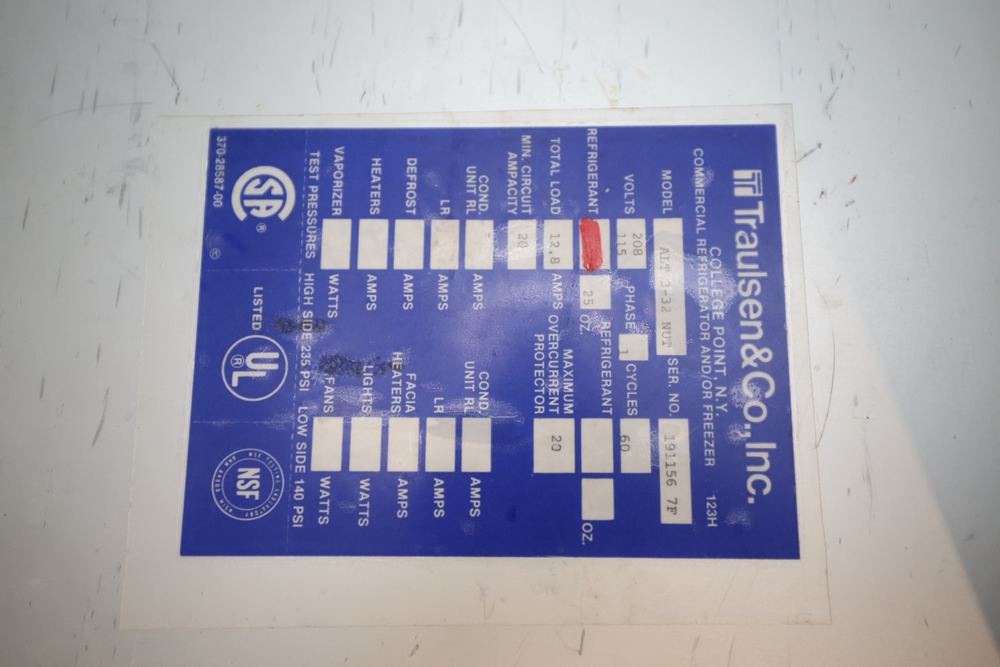 Traulsen&Co.,Inc.
COLLEGE POINT, N.Y.
COMMERCIAL REFRIGERATOR AND/OR FREEZER 123H
MODEL ALT 3-32 NUT SER. NO. 191156 7F
VOLTS 208 115 PHASE 1 CYCLES 60
REFRIGERANT 25 OZ. REFRIGERANT OZ.
TOTAL LOAD 12.8 AMPS MAXIMUM OVERCURRENT PROTECTOR 20
MIN. CIRCUIT AMPACITY 20
COND. UNIT RL AMPS COND. UNIT RL AMPS
LR AMPS LR AMPS
DEFROST AMPS FACIA HEATERS AMPS
HEATERS AMPS LIGHTS WATTS
VAPORIZER WATTS FANS WATTS
TEST PRESSURES HIGH SIDE 235 PSI LOW SIDE 140 PSI
SA ® LISTED UL ® NSF
370-28587-00